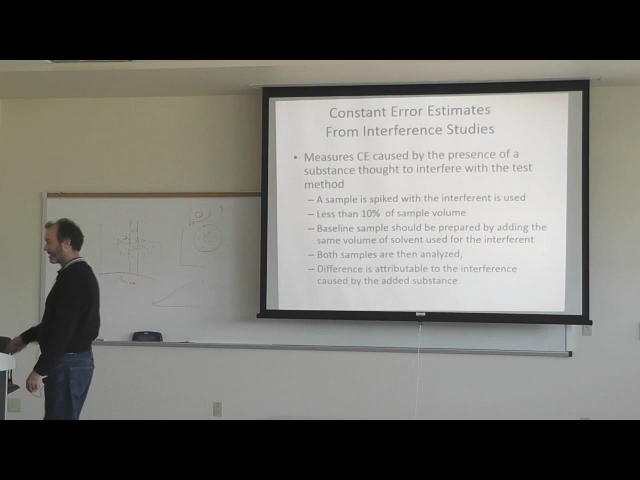 Constant Error Estimates
From Interference Studies
• Measures CE caused by the presence of a
substance thought to interfere with the test
method
– A sample is spiked with the interferent is used
– Less than 10% of sample volume
– Baseline sample should be prepared by adding the
same volume of solvent used for the interferent
– Both samples are then analyzed,
– Difference is attributable to the interference
caused by the added substance